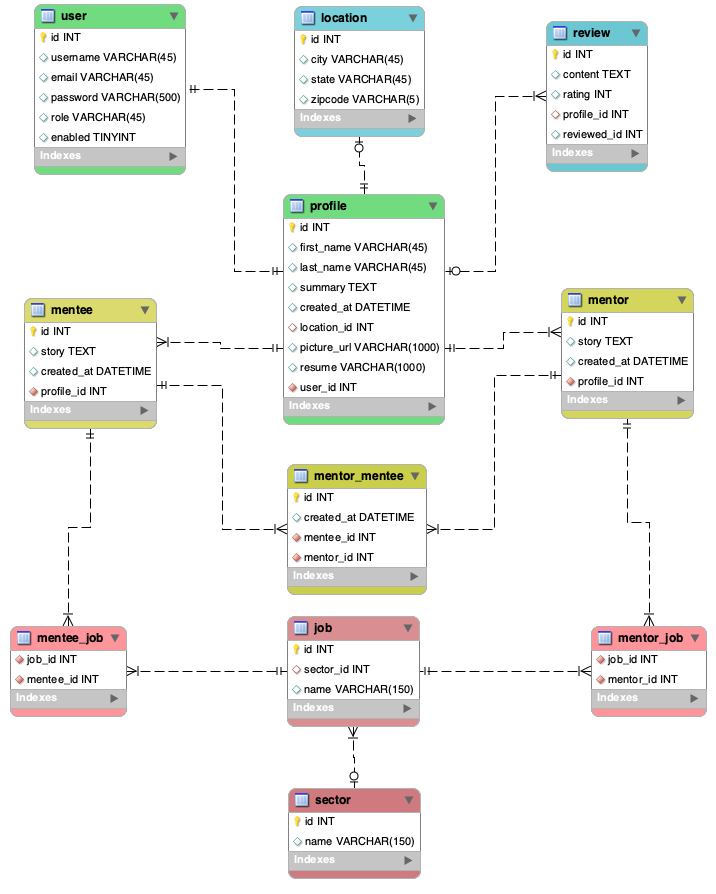 user
id INT
username VARCHAR(45)
email VARCHAR(45)
password VARCHAR(500)
role VARCHAR(45)
enabled TINYINT
Indexes
location
id INT
city VARCHAR(45)
state VARCHAR(45)
zipcode VARCHAR(5)
Indexes
review
id INT
content TEXT
rating INT
profile_id INT
reviewed_id INT
Indexes
profile
id INT
first_name VARCHAR(45)
last_name VARCHAR(45)
summary TEXT
created_at DATETIME
location_id INT
picture_url VARCHAR(1000)
resume VARCHAR(1000)
user_id INT
Indexes
mentee
id INT
story TEXT
created_at DATETIME
profile_id INT
Indexes
mentor
id INT
story TEXT
created_at DATETIME
profile_id INT
Indexes
mentor_mentee
id INT
created_at DATETIME
mentee_id INT
mentor_id INT
Indexes
mentee_job
job_id INT
mentee_id INT
Indexes
job
id INT
sector_id INT
name VARCHAR(150)
Indexes
mentor_job
job_id INT
mentor_id INT
Indexes
sector
id INT
name VARCHAR(150)
Indexes